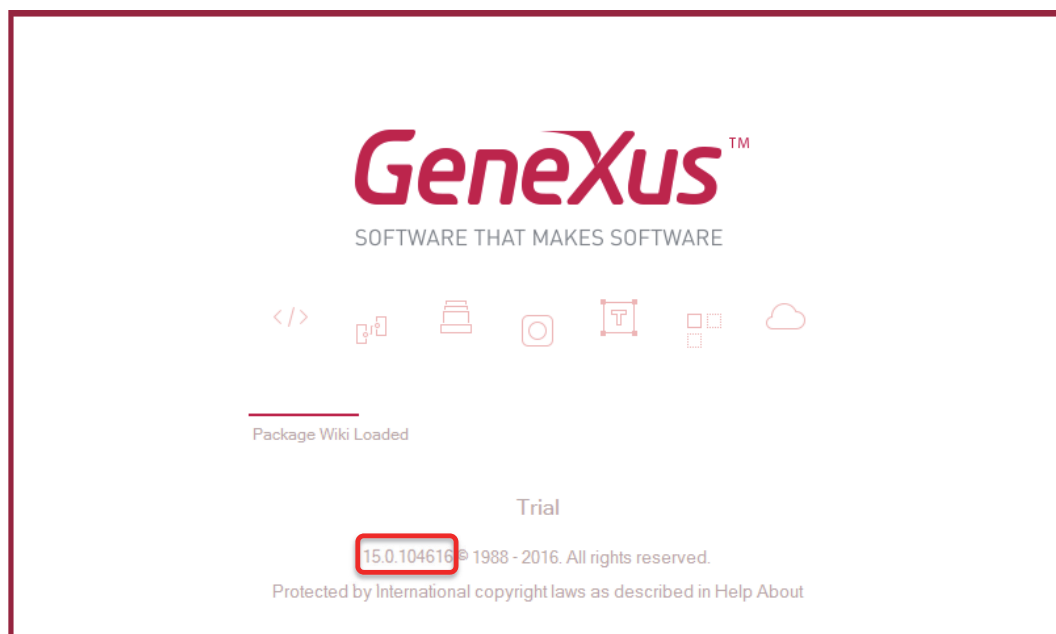 GeneXus™
SOFTWARE THAT MAKES SOFTWARE
</>
T
Package Wiki Loaded
Trial
15.0.104616 © 1988 - 2016. All rights reserved.
Protected by International copyright laws as described in Help About